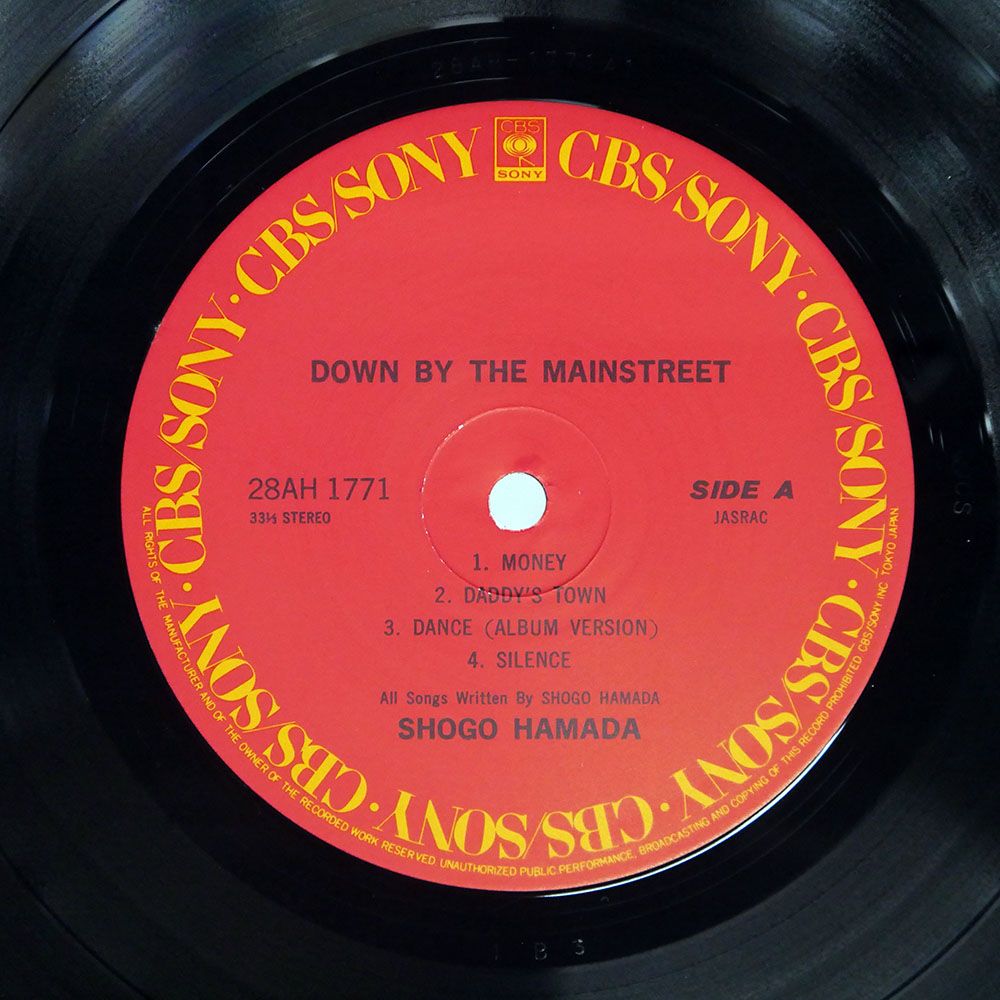 CBS
SONY
CBS/SONY · CBS/SONY · CBS/SONY · CBS/SONY · CBS/SONY · CBS/SONY · CBS/SONY · CBS/SONY
DOWN BY THE MAINSTREET
28AH 1771
33⅓ STEREO
SIDE A
JASRAC
1. MONEY
2. DADDY'S TOWN
3. DANCE (ALBUM VERSION)
4. SILENCE
All Songs Written By SHOGO HAMADA
SHOGO HAMADA
ALL RIGHTS OF THE MANUFACTURER AND OF THE OWNER OF THE RECORDED WORK RESERVED. UNAUTHORIZED PUBLIC PERFORMANCE, BROADCASTING AND COPYING OF THIS RECORD PROHIBITED CBS/SONY INC. TOKYO JAPAN